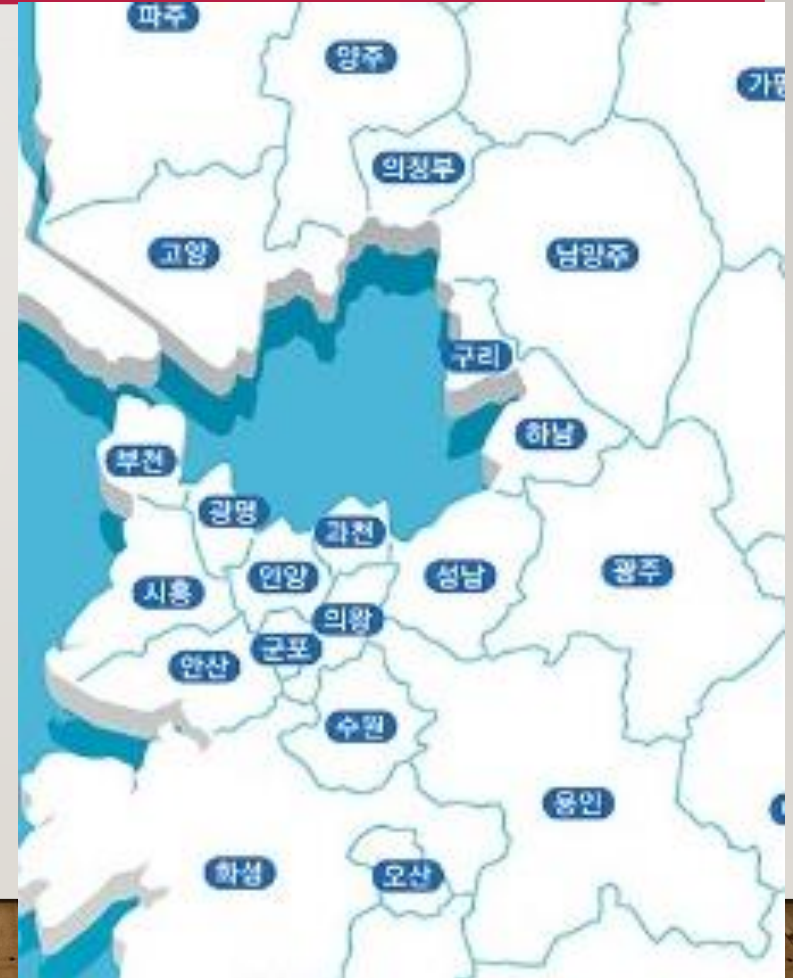 파주
양주
의정부
고양
남양주
구리
하남
부천
광명
과천
안양
성남
광주
시흥
의왕
군포
안산
수원
용인
화성
오산